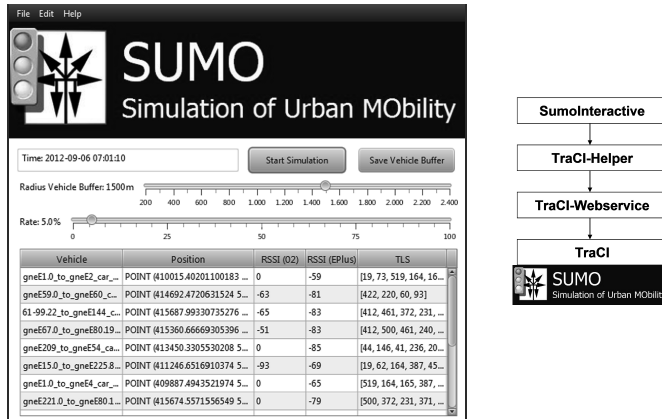 File Edit Help
SUMO
Simulation of Urban MObility
Time: 2012-09-06 07:01:10
Start Simulation
Save Vehicle Buffer
Radius Vehicle Buffer: 1500m
200 400 600 800 1.000 1.200 1.400 1.600 1.800 2.000 2.200 2.400
Rate: 5.0%
0 25 50 75 100
Vehicle Position RSSI (02) RSSI (EPlus) TLS
gneE1.0_to_gneE2_car_... POINT (410015.40201100183 ... 0 -59 [19, 73, 519, 164, 16...
gneE59.0_to_gneE60_c... POINT (414692.4720631524 5... -63 -81 [422, 220, 60, 93]
61-99.22_to_gneE144_c... POINT (415687.99330735276 ... -65 -83 [412, 461, 372, 231, ...
gneE67.0_to_gneE80.19... POINT (415360.66669305396 ... -51 -83 [412, 500, 461, 240, ...
gneE209_to_gneE54_ca... POINT (413450.3305530208 5... 0 -85 [44, 146, 41, 236, 20...
gneE15.0_to_gneE225.8... POINT (411246.6516910374 5... -93 -69 [19, 62, 164, 387, 45...
gneE1.0_to_gneE4_car_... POINT (409887.4943521974 5... 0 -65 [519, 164, 165, 387, ...
gneE221.0_to_gneE80.1... POINT (415674.5571556549 5... 0 -79 [500, 372, 231, 371, ...
SumoInteractive
TraCI-Helper
TraCI-Webservice
TraCI
SUMO
Simulation of Urban MObilit